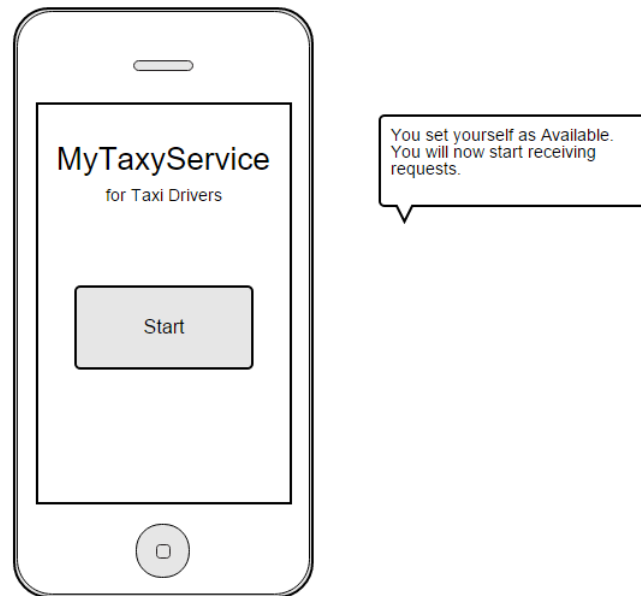 MyTaxyService
for Taxi Drivers
Start
You set yourself as Available.
You will now start receiving
requests.